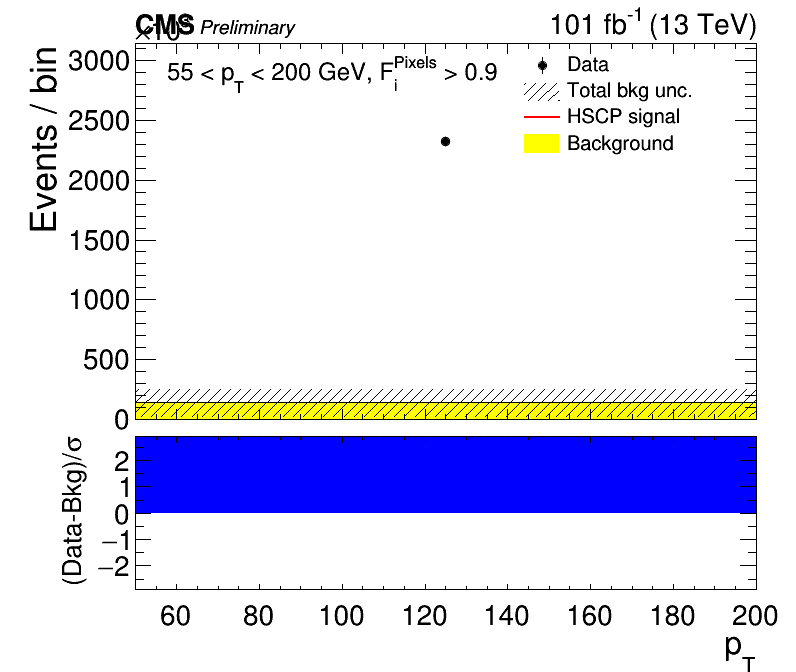 CMS Preliminary 101 fb-1 (13 TeV)
55 < pT < 200 GeV, FiPixels > 0.9
Data
Total bkg unc.
HSCP signal
Background
Events / bin
3000
2500
2000
1500
1000
500
0
(Data-Bkg)/σ
2
1
0
−1
−2
60 80 100 120 140 160 180 200
pT